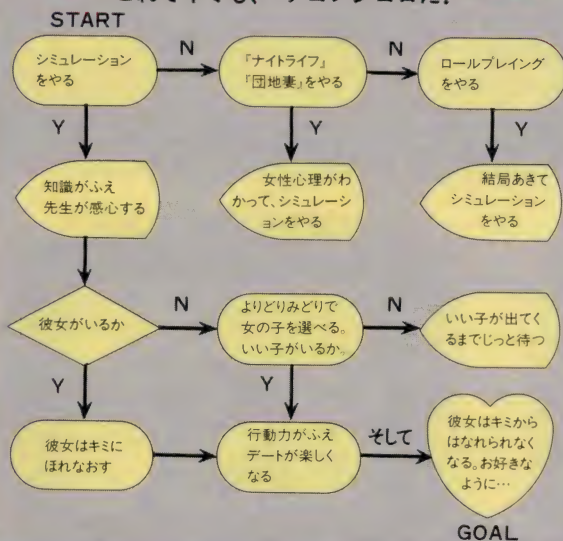 START
シミュレーション
をやる
N
『ナイトライフ』
『団地妻』をやる
N
ロールプレイング
をやる
Y
Y
Y
知識がふえ
先生が感心する
女性心理がわ
かって、シミュレーシ
ョンをやる
結局あきて
シミュレーション
をやる
彼女がいるか
N
よりどりみどりで
女の子を選べる。
いい子がいるか。
N
いい子が出てく
るまでじっと待つ
Y
Y
彼女はキミに
ほれなおす
行動力がふえ
デートが楽しく
なる
そして
彼女はキミから
はなれられなく
なる。お好きな
ように…
GOAL